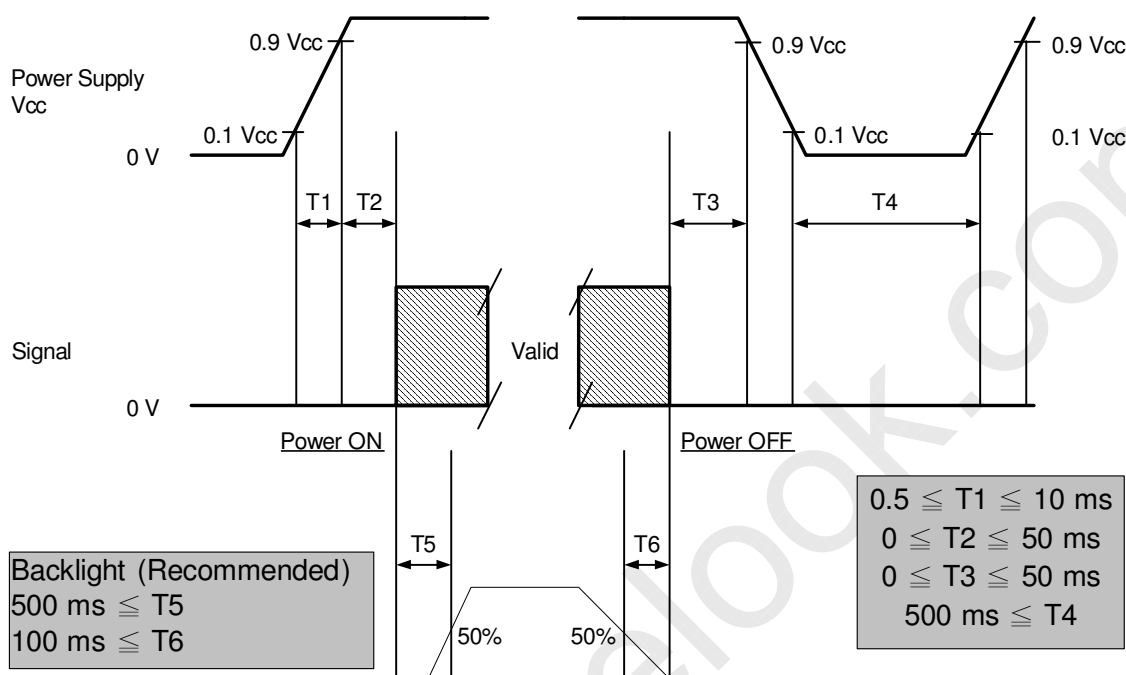 0.9 Vcc
0.9 Vcc
0.9 Vcc
Power Supply
Vcc
0.1 Vcc
0.1 Vcc
0.1 Vcc
0 V
T1
T2
T3
T4
Signal
Valid
0 V
Power ON
Power OFF
0.5 ≦ T1 ≦ 10 ms
0 ≦ T2 ≦ 50 ms
0 ≦ T3 ≦ 50 ms
500 ms ≦ T4
T5
T6
Backlight (Recommended)
500 ms ≦ T5
100 ms ≦ T6
50%
50%
elook.com